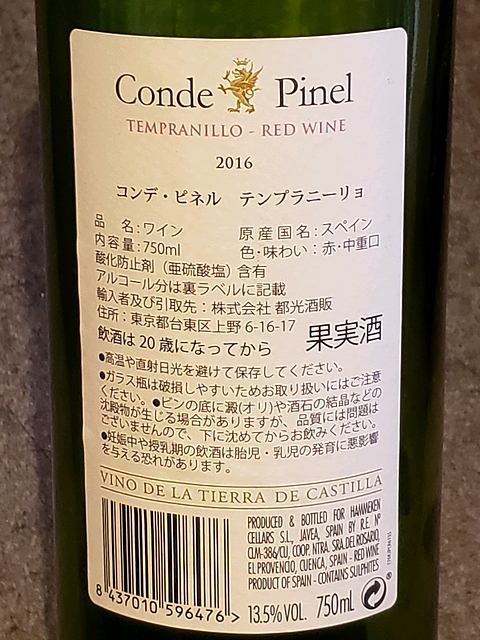 Conde Pinel
TEMPRANILLO - RED WINE
2016
コンデ・ピネル テンプラニーリョ
品 名:ワイン 原産国名:スペイン
内容量:750ml 色・味わい:赤・中重口
酸化防止剤(亜硫酸塩)含有
アルコール分は裏ラベルに記載
輸入者及び引取先:株式会社 都光酒販
住所:東京都台東区上野 6-16-17
飲酒は20歳になってから 果実酒
●高温や直射日光を避けて保存してください。
●ガラス瓶は破損しやすいためお取り扱いにはご注意
ください。●ビンの底に澱(オリ)や酒石の結晶などの
沈殿物が生じる場合がありますが、品質には問題は
ございませんので、下に沈めてからお飲みください。
●妊娠中や授乳期の飲酒は胎児・乳児の発育に悪影響
を与える恐れがあります。
VINO DE LA TIERRA DE CASTILLA
PRODUCED & BOTTLED FOR HAMMEKEN
CELLARS S.L., JAVEA, SPAIN BY R.E. Nº
CLM-386/CU, COOP. NTRA. SRA. DEL ROSARIO,
EL PROVENCIO, CUENCA, SPAIN - RED WINE
PRODUCT OF SPAIN - CONTAINS SULPHITES
8 437010 596476 >
13.5% VOL. 750mL